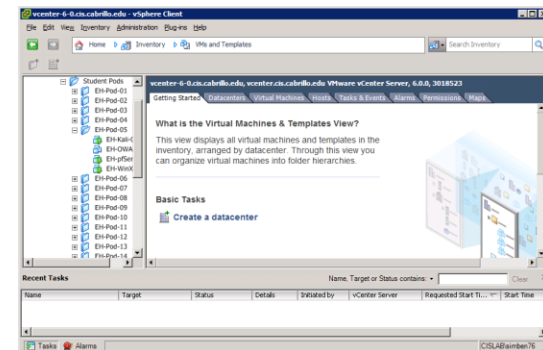 vcenter-6-0.cis.cabrillo.edu - vSphere Client
File Edit View Inventory Administration Plug-ins Help
Home Inventory VMs and Templates Search Inventory
Student Pods
EH-Pod-01
EH-Pod-02
EH-Pod-03
EH-Pod-04
EH-Pod-05
EH-Kali-0
EH-OWA
EH-pfSer
EH-WinX
EH-Pod-06
EH-Pod-07
EH-Pod-08
EH-Pod-09
EH-Pod-10
EH-Pod-11
EH-Pod-12
EH-Pod-13
EH-Pod-14
vcenter-6-0.cis.cabrillo.edu, vcenter.cis.cabrillo.edu VMware vCenter Server, 6.0.0, 3018523
Getting Started Datacenters Virtual Machines Hosts Tasks & Events Alarms Permissions Maps
What is the Virtual Machines & Templates View?
This view displays all virtual machines and templates in the
inventory, arranged by datacenter. Through this view you
can organize virtual machines into folder hierarchies.
Basic Tasks
Create a datacenter
Recent Tasks Name, Target or Status contains: Clear
Name Target Status Details Initiated by vCenter Server Requested Start Ti... Start Time
Tasks Alarms CISLAB\simben76